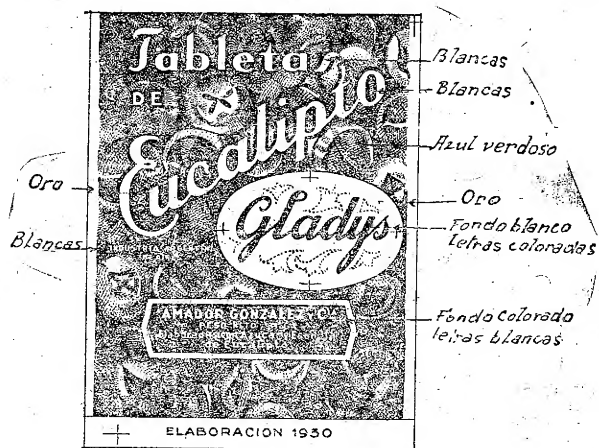 Tabletas
DE
Eucalipto
Gladys
AMADOR GONZALEZ Y Cía
ELABORACION 1930
Oro
Blancas
Blancas
Blancas
Azul verdoso
Oro
Fondo blanco
letras coloradas
Fondo colorado
letras blancas